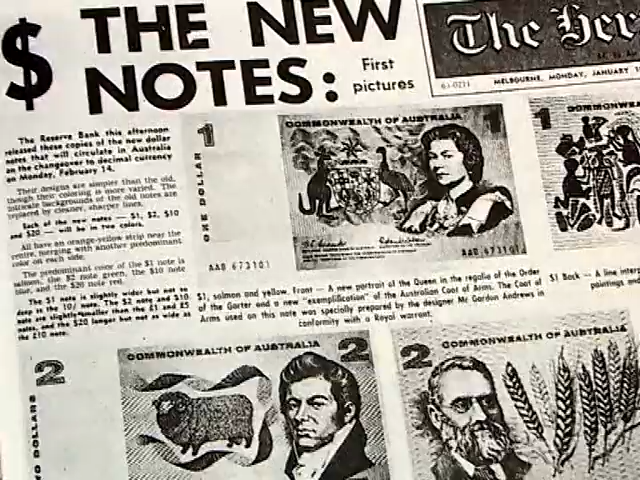 $ THE NEW
NOTES:
First
pictures
The Her
MELBOURNE, MONDAY, JANUARY
The Reserve Bank this afternoon
released these copies of the new dollar
notes that will circulate in Australia
on the changeover to decimal currency
on Monday, February 14.
Their designs are simpler than the old,
though their coloring is more varied. The
intricate backgrounds of the old notes are
replaced by cleaner, sharper lines.
Each of the new notes — $1, $2, $10
and $20 — will be in two colors.
All have an orange-yellow strip near the
centre, merging with another predominant
color on each side.
The predominant color of the $1 note is
salmon, the $2 note green, the $10 note
blue, and the $20 note red.
The $1 note is slightly wider but not so
deep as the 10/- note. The $2 note and $10
note are slightly smaller than the £1 and £5
notes, and the $20 longer but not so wide as
the £10 note.
1
ONE DOLLAR
AAB 673101
COMMONWEALTH OF AUSTRALIA
1
AAB 673101
1
COMMONWEA
$1, salmon and yellow. Front — A new portrait of the Queen in the regalia of the Order
of the Garter and a new "exemplification" of the Australian Coat of Arms. The Coat of
Arms used on this note was specially prepared by the designer Mr Gordon Andrews in
conformity with a Royal warrant.
$1 Back — A line inter
paintings and
2
WO DOLLARS
COMMONWEALTH OF AUSTRALIA
2
2
COMMONWEALTH OF AUSTRALIA